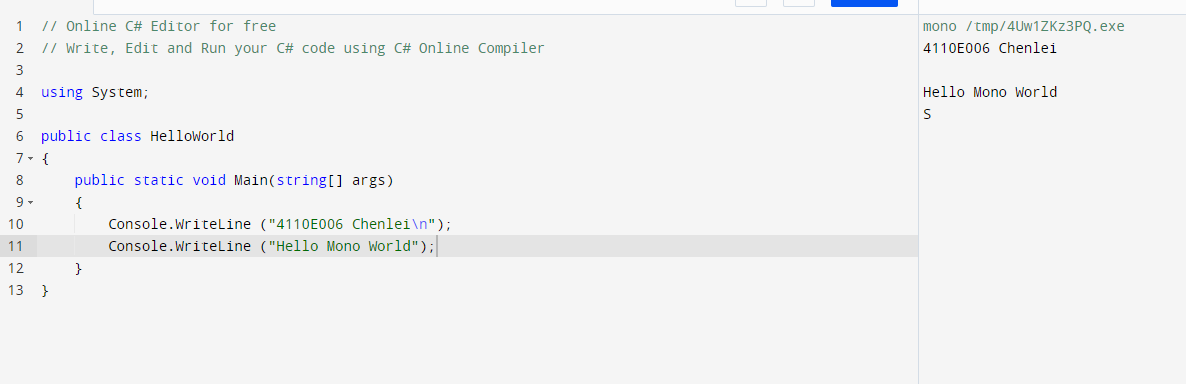 1 // Online C# Editor for free
2 // Write, Edit and Run your C# code using C# Online Compiler
3
4 using System;
5
6 public class HelloWorld
7 {
8     public static void Main(string[] args)
9     {
10         Console.WriteLine ("4110E006 Chenlei\n");
11         Console.WriteLine ("Hello Mono World");
12     }
13 }
mono /tmp/4Uw1ZKz3PQ.exe
4110E006 Chenlei

Hello Mono World
S